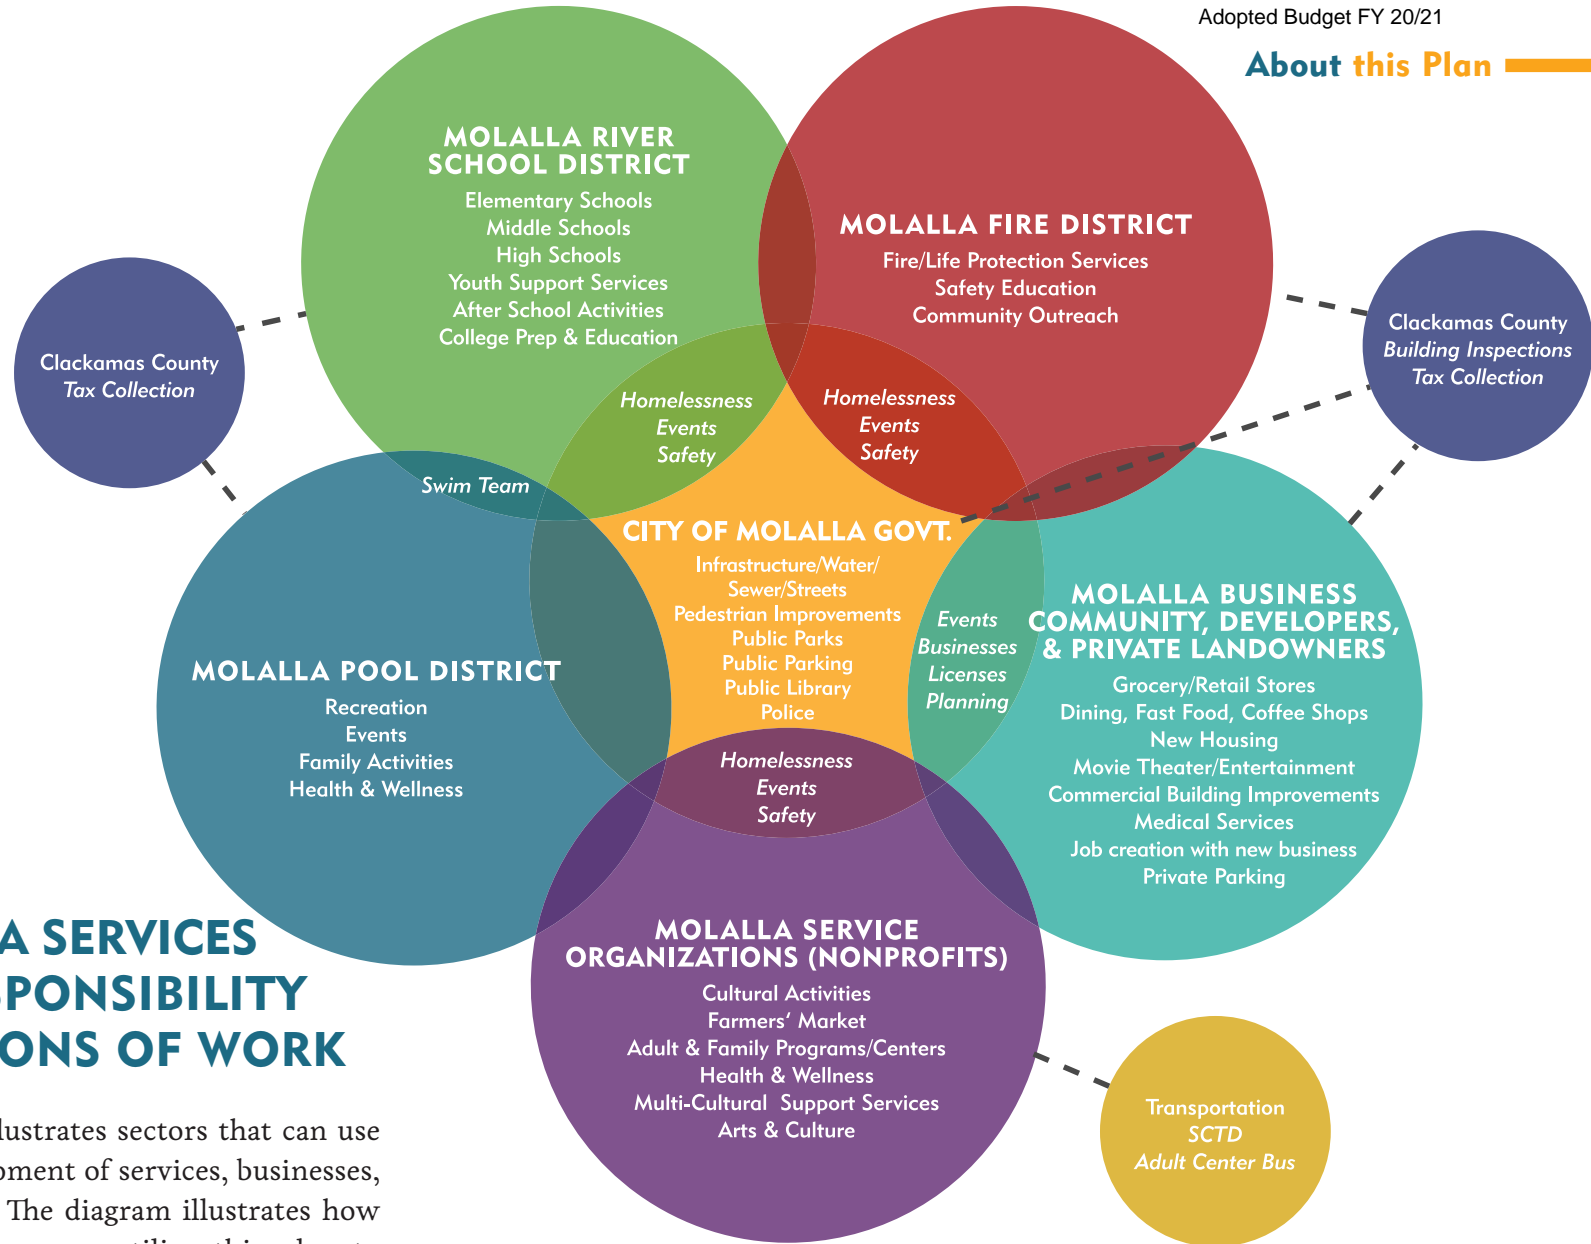 Adopted Budget FY 20/21
About this Plan
MOLALLA RIVER
SCHOOL DISTRICT
Elementary Schools
Middle Schools
High Schools
Youth Support Services
After School Activities
College Prep & Education
MOLALLA FIRE DISTRICT
Fire/Life Protection Services
Safety Education
Community Outreach
Clackamas County
Tax Collection
Clackamas County
Building Inspections
Tax Collection
Homelessness
Events
Safety
Homelessness
Events
Safety
Swim Team
CITY OF MOLALLA GOVT.
Infrastructure/Water/
Sewer/Streets
Pedestrian Improvements
Public Parks
Public Parking
Public Library
Police
Events
Businesses
Licenses
Planning
MOLALLA BUSINESS
COMMUNITY, DEVELOPERS,
& PRIVATE LANDOWNERS
Grocery/Retail Stores
Dining, Fast Food, Coffee Shops
New Housing
Movie Theater/Entertainment
Commercial Building Improvements
Medical Services
Job creation with new business
Private Parking
MOLALLA POOL DISTRICT
Recreation
Events
Family Activities
Health & Wellness
Homelessness
Events
Safety
MOLALLA SERVICE
ORGANIZATIONS (NONPROFITS)
Cultural Activities
Farmers' Market
Adult & Family Programs/Centers
Health & Wellness
Multi-Cultural Support Services
Arts & Culture
Transportation
SCTD
Adult Center Bus
A SERVICES
SPONSIBILITY
ONS OF WORK
llustrates sectors that can use
pment of services, businesses,
The diagram illustrates how